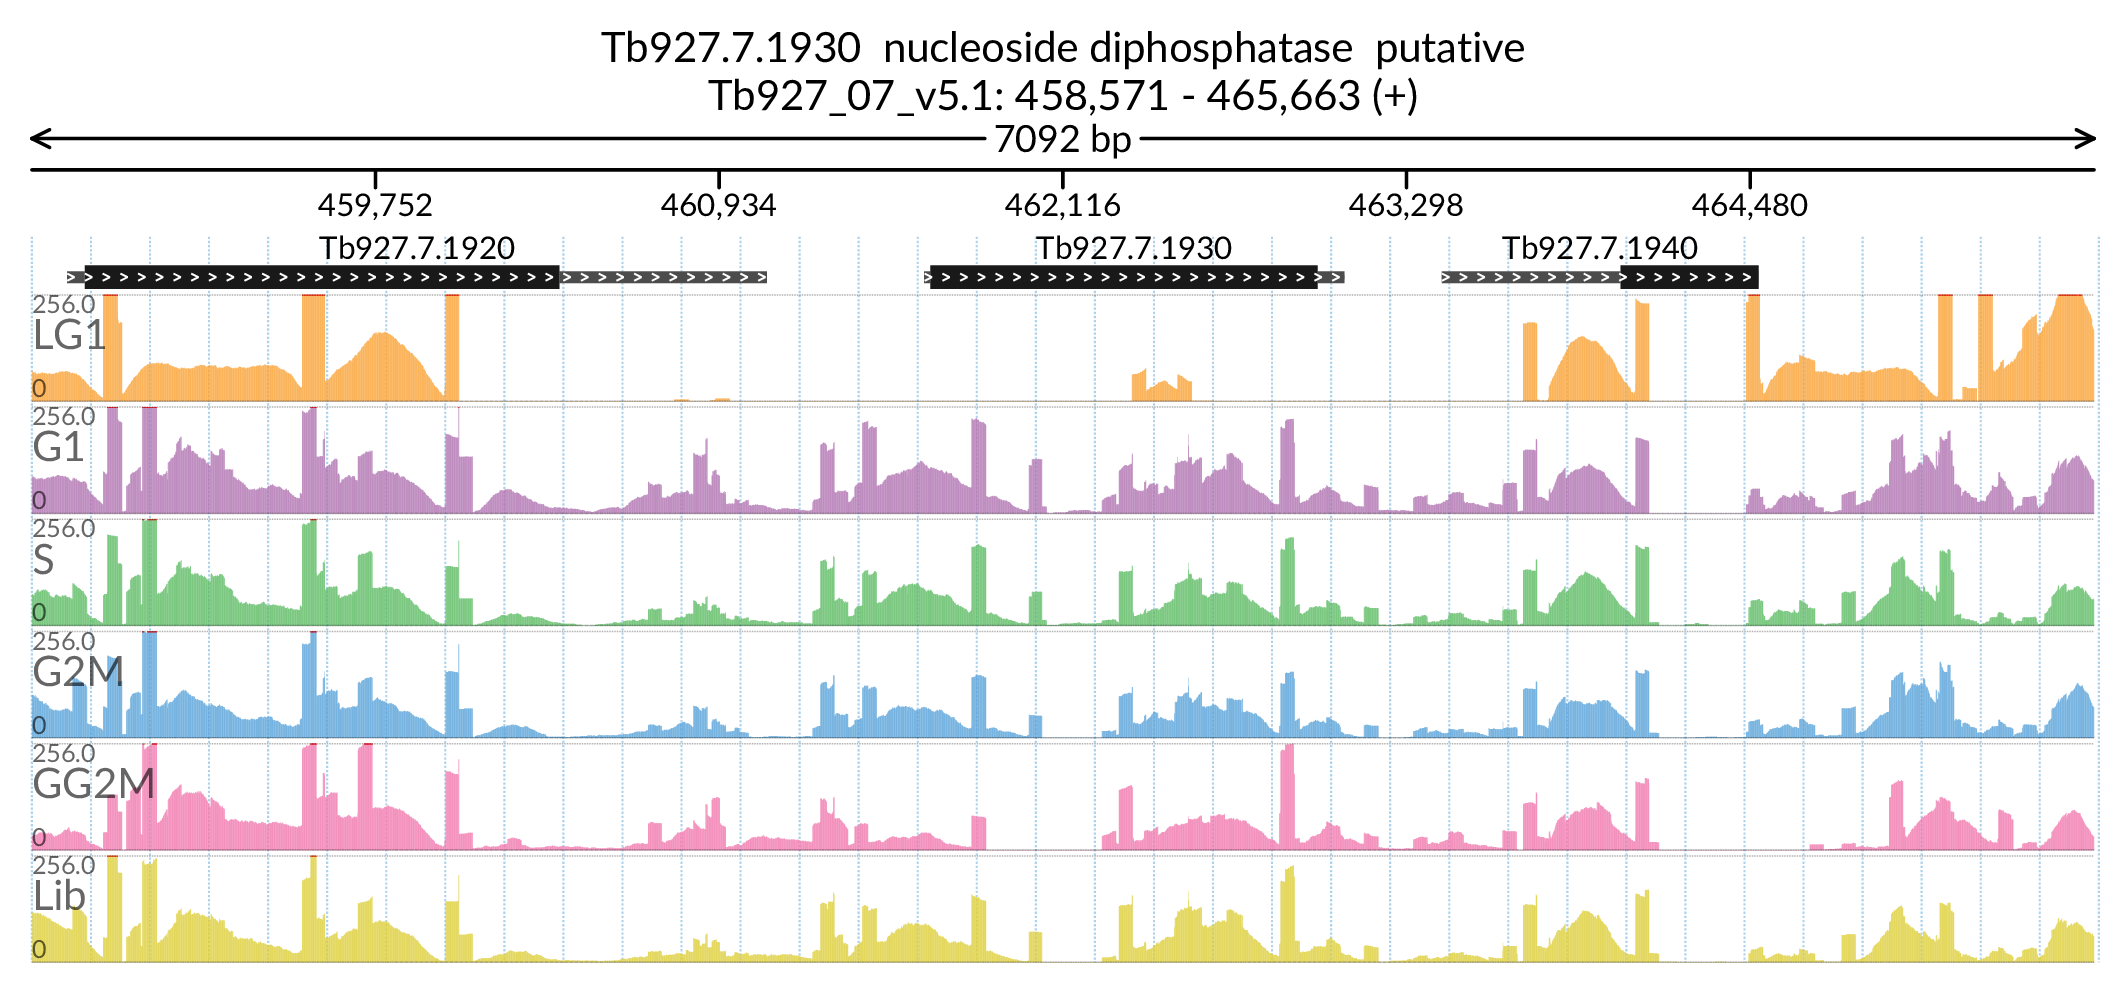 Tb927.7.1930  nucleoside diphosphatase  putative
Tb927_07_v5.1: 458,571 - 465,663 (+)
7092 bp
459,752 460,934 462,116 463,298 464,480
Tb927.7.1920 Tb927.7.1930 Tb927.7.1940
256.0
LG1
0
256.0
G1
0
256.0
S
0
256.0
G2M
0
256.0
GG2M
0
256.0
Lib
0